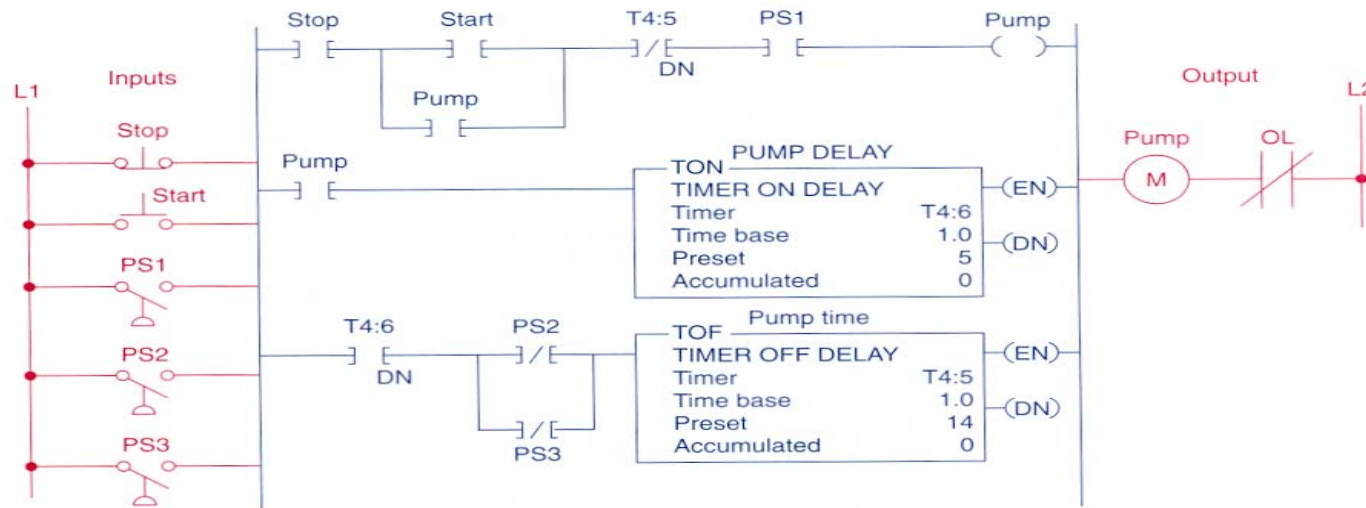 Stop Start T4:5 PS1 Pump
DN
Inputs
Output
L1
L2
Pump
Stop
Pump OL
M
Start
PS1
PS2
PS3
Pump
PUMP DELAY
TON
TIMER ON DELAY
Timer T4:6
Time base 1.0
Preset 5
Accumulated 0
(EN)
(DN)
T4:6
DN
PS2
PS3
Pump time
TOF
TIMER OFF DELAY
Timer T4:5
Time base 1.0
Preset 14
Accumulated 0
(EN)
(DN)